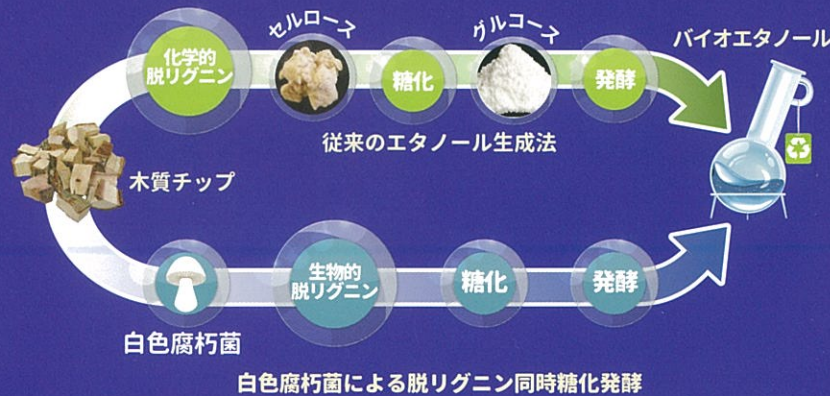 化学的
脱リグニン
セルロース
糖化
グルコース
発酵
バイオエタノール
従来のエタノール生成法
木質チップ
白色腐朽菌
生物的
脱リグニン
糖化
発酵
白色腐朽菌による脱リグニン同時糖化発酵